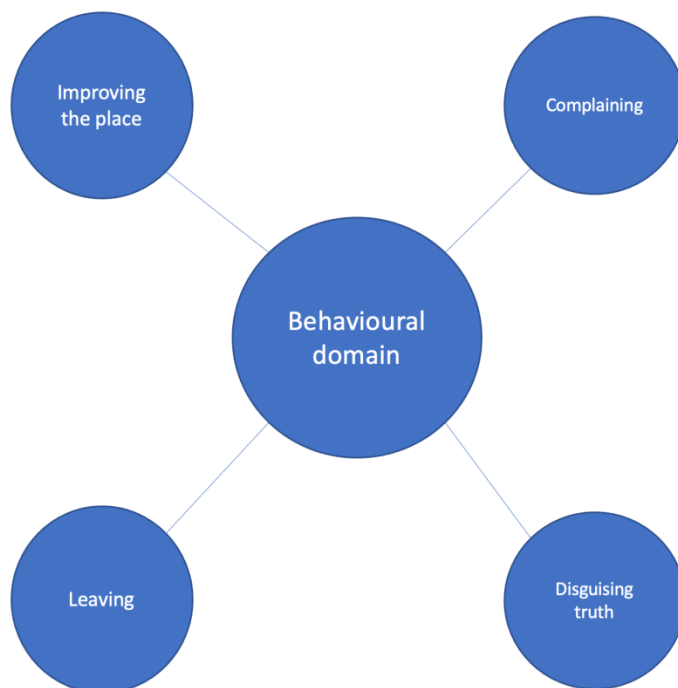 Improving
the place
Complaining
Behavioural
domain
Leaving
Disguising
truth